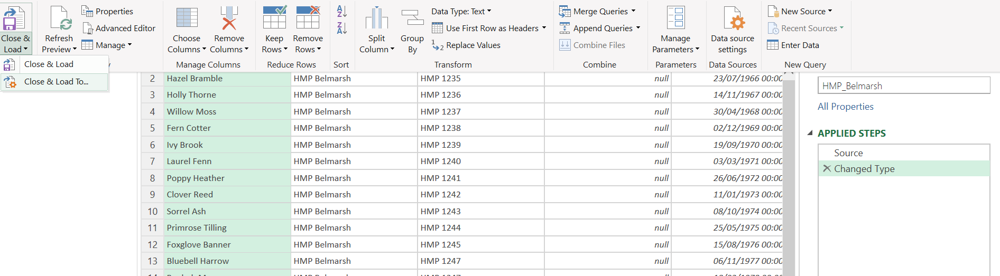 Close & Load
Refresh Preview
Properties
Advanced Editor
Manage
Close & Load
Close & Load To...
Choose Columns
Remove Columns
Manage Columns
Keep Rows
Remove Rows
Reduce Rows
A Z
Z A
Sort
Split Column
Group By
Data Type: Text
Use First Row as Headers
1 2 Replace Values
Transform
Merge Queries
Append Queries
Combine Files
Combine
Manage Parameters
Parameters
Data source settings
Data Sources
New Source
Recent Sources
Enter Data
New Query
2 Hazel Bramble HMP Belmarsh HMP 1235 null 23/07/1966 00:00
3 Holly Thorne HMP Belmarsh HMP 1236 null 14/11/1967 00:00
4 Willow Moss HMP Belmarsh HMP 1237 null 30/04/1968 00:00
5 Fern Cotter HMP Belmarsh HMP 1238 null 02/12/1969 00:00
6 Ivy Brook HMP Belmarsh HMP 1239 null 19/09/1970 00:00
7 Laurel Fenn HMP Belmarsh HMP 1240 null 03/03/1971 00:00
8 Poppy Heather HMP Belmarsh HMP 1241 null 26/06/1972 00:00
9 Clover Reed HMP Belmarsh HMP 1242 null 11/01/1973 00:00
10 Sorrel Ash HMP Belmarsh HMP 1243 null 08/10/1974 00:00
11 Primrose Tilling HMP Belmarsh HMP 1244 null 25/05/1975 00:00
12 Foxglove Banner HMP Belmarsh HMP 1245 null 15/08/1976 00:00
13 Bluebell Harrow HMP Belmarsh HMP 1247 null 06/11/1977 00:00
HMP_Belmarsh
All Properties
APPLIED STEPS
Source
Changed Type